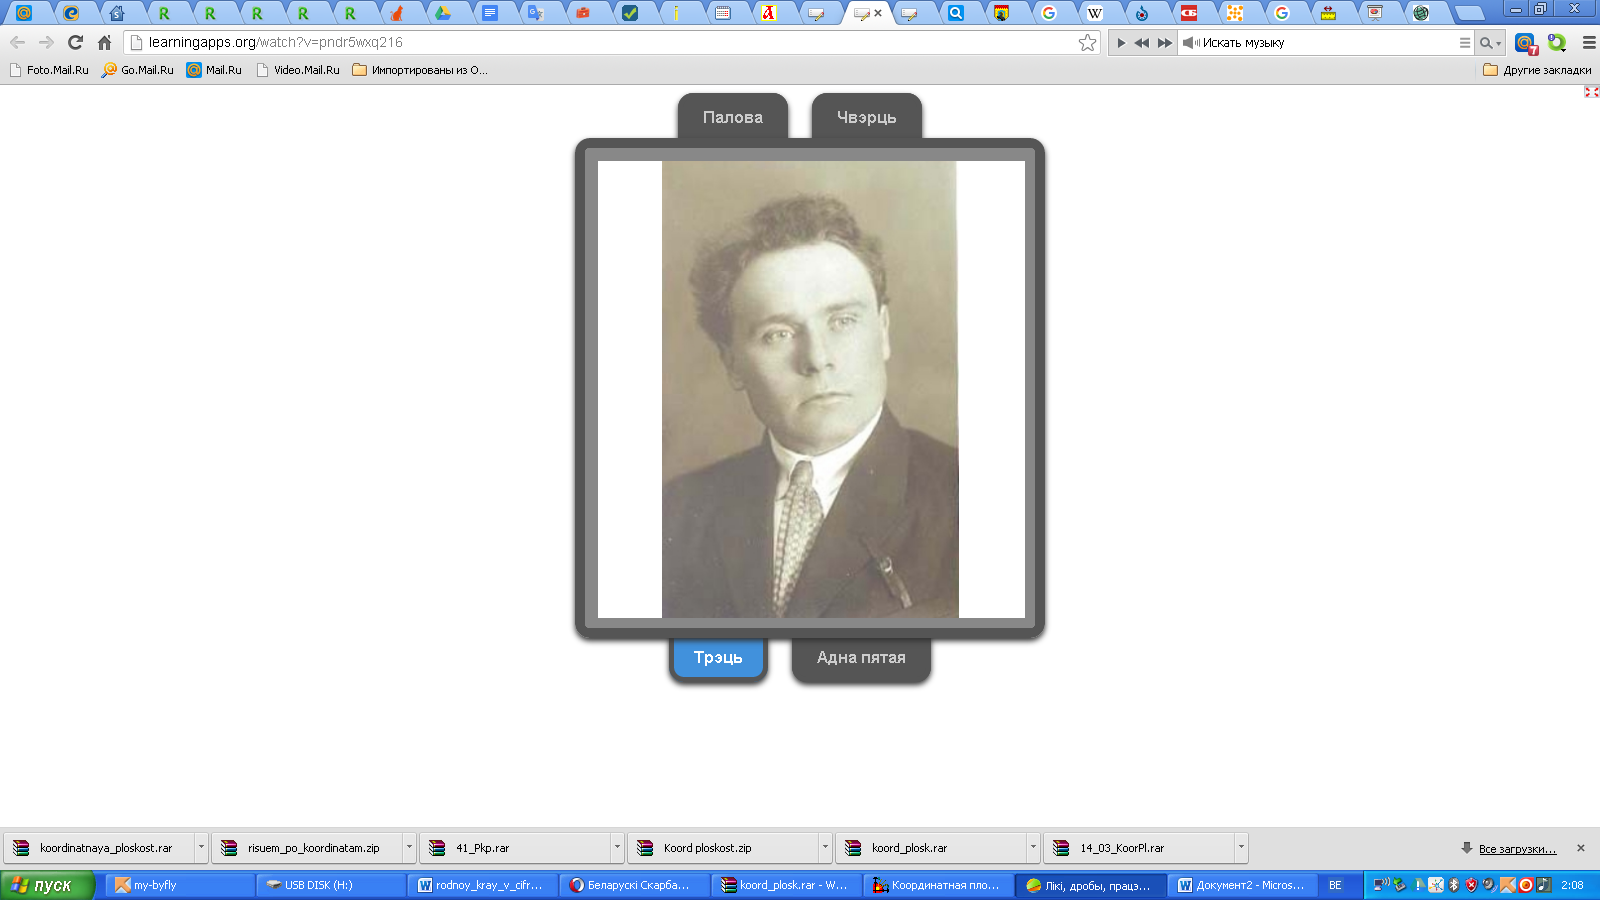 learningapps.org/watch?v=pndr5wxq216
Искать музыку
7
Foto.Mail.Ru
Go.Mail.Ru
Mail.Ru
Video.Mail.Ru
Импортированы из O...
Другие закладки
Палова
Чвэрць
Трэць
Адна пятая
koordinatnaya_ploskost.rar
risuem_po_koordinatam.zip
41_Pkp.rar
Koord ploskost.zip
koord_plosk.rar
14_03_KoorPl.rar
Все загрузки...
пуск
my-byfly
USB DISK (H:)
rodnoy_kray_v_cifr...
Беларускі Скарба...
koord_plosk.rar - W...
Координатная пло...
Лікі, дробы, працэ...
Документ2 - Micros...
BE
2:08